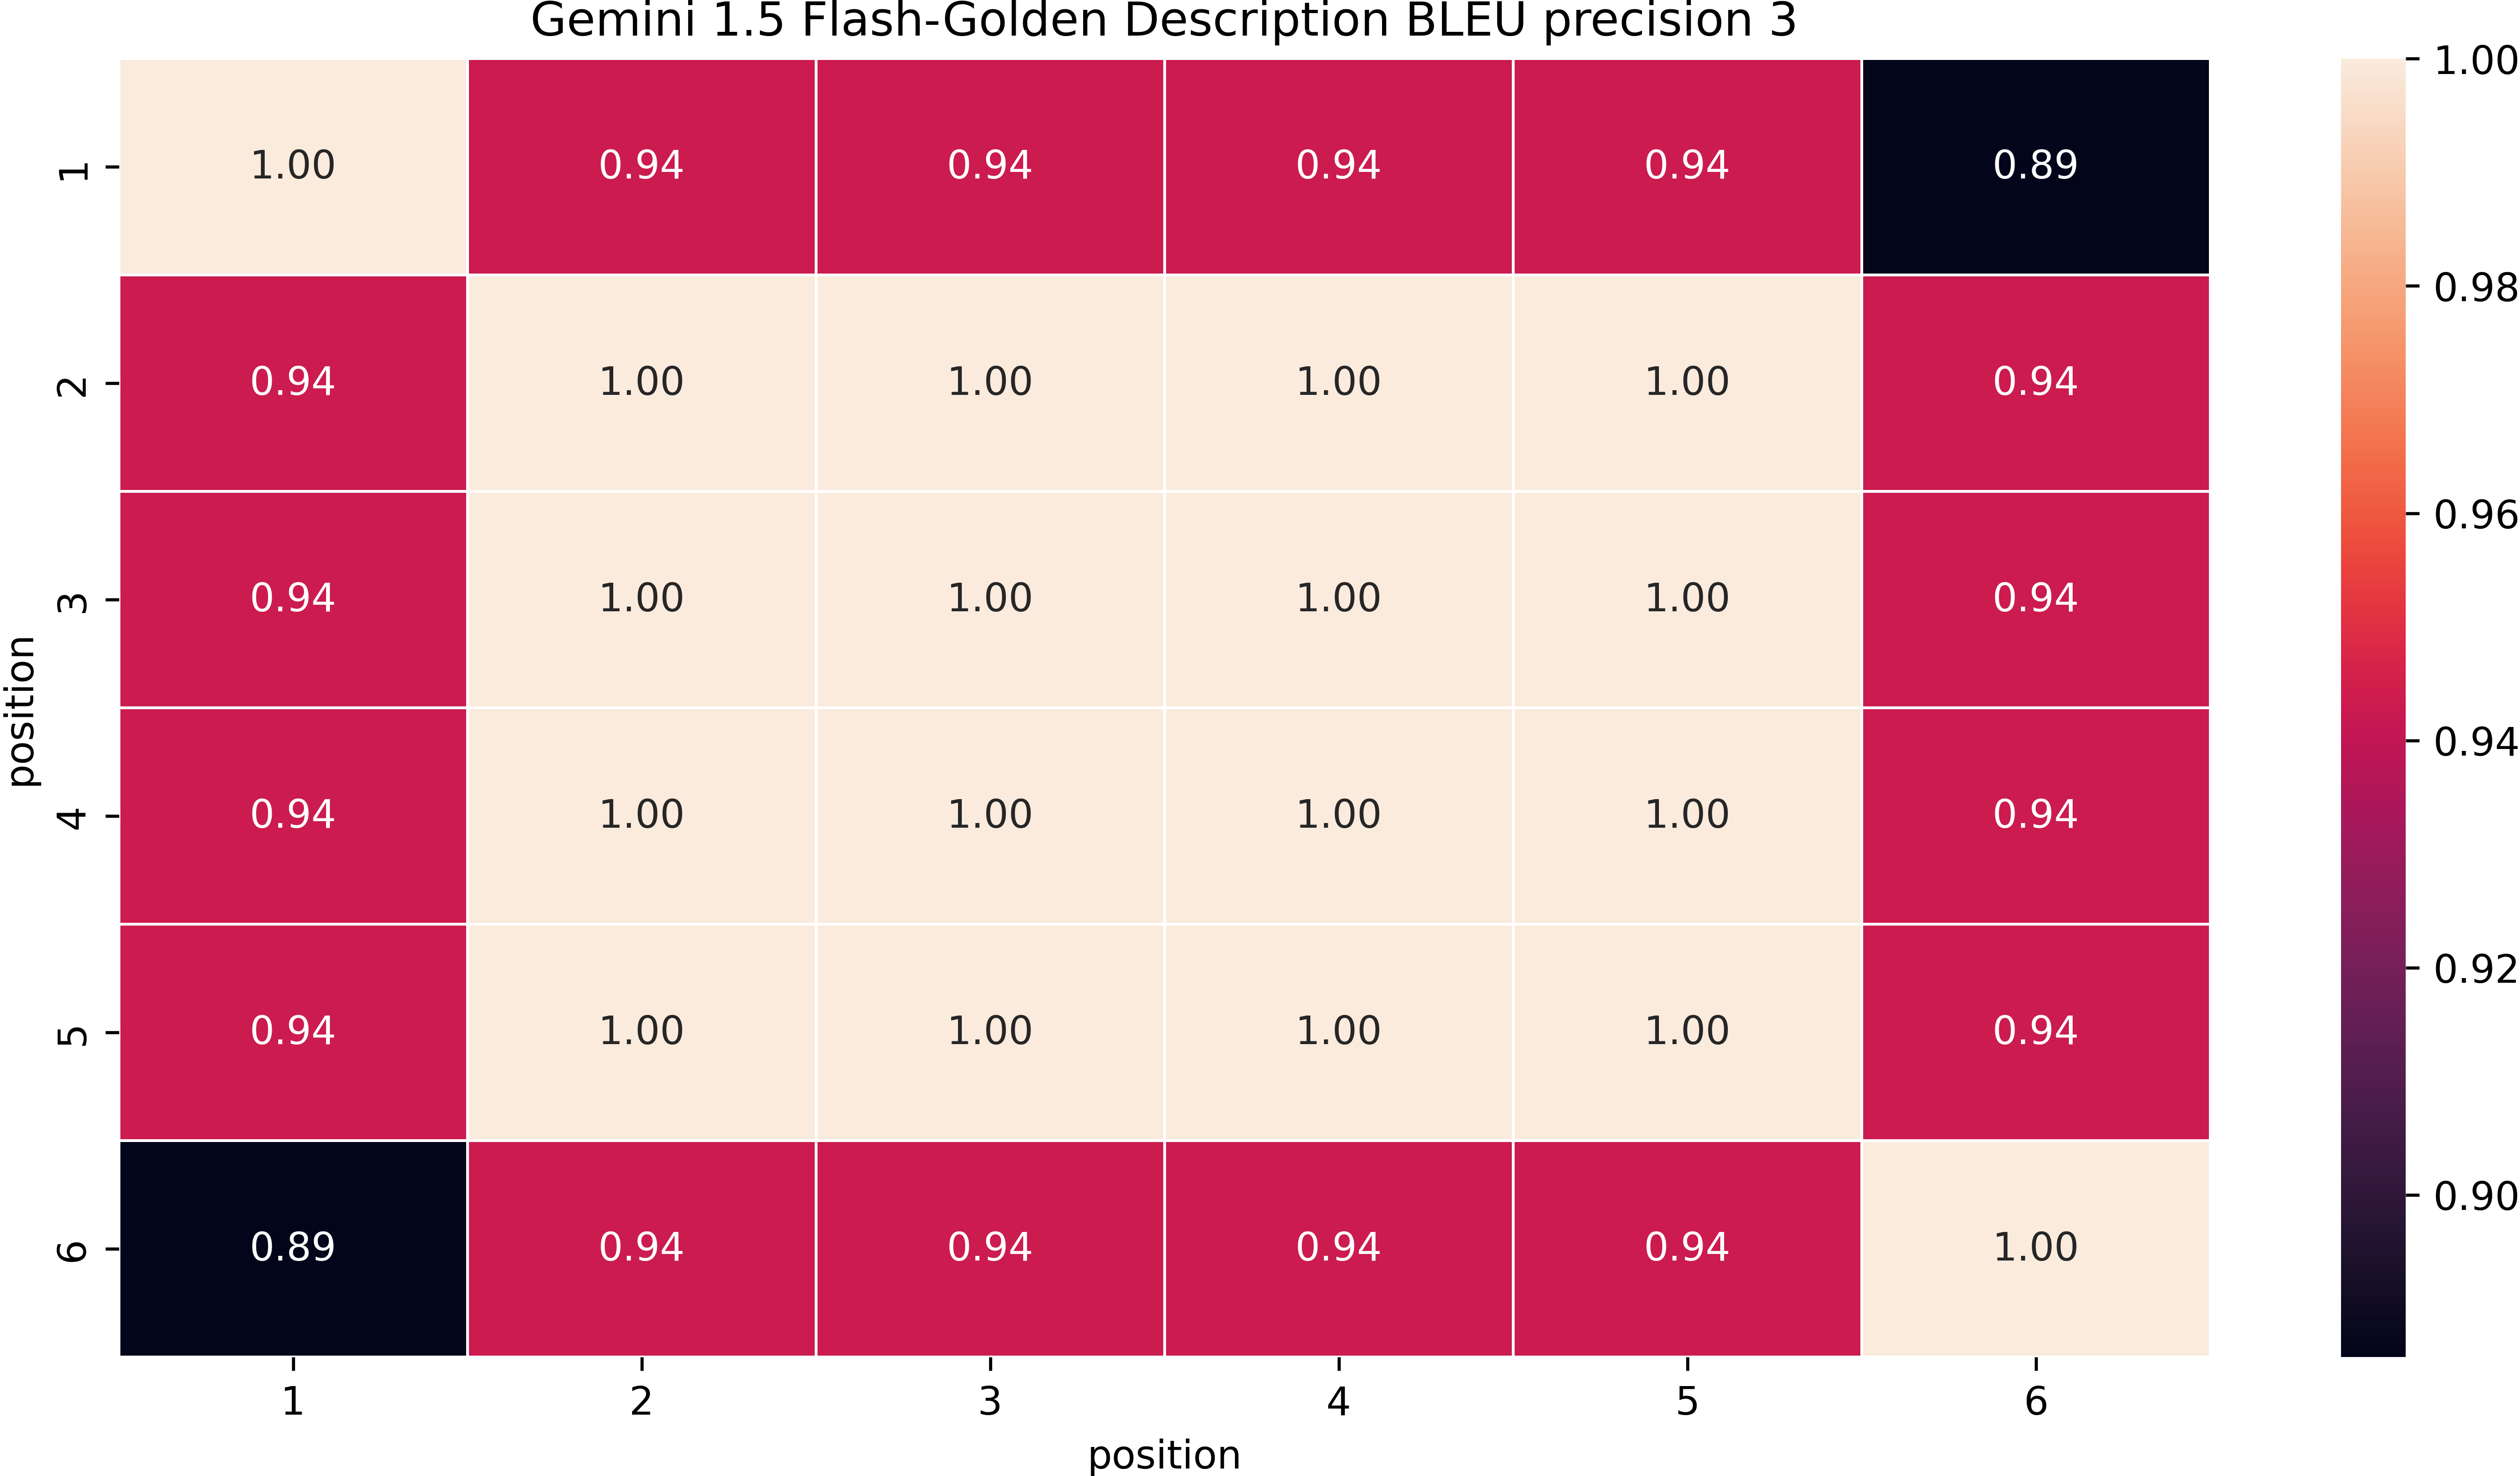 Gemini 1.5 Flash-Golden Description BLEU precision 3
1 1.00 0.94 0.94 0.94 0.94 0.89
2 0.94 1.00 1.00 1.00 1.00 0.94
3 0.94 1.00 1.00 1.00 1.00 0.94
4 0.94 1.00 1.00 1.00 1.00 0.94
5 0.94 1.00 1.00 1.00 1.00 0.94
6 0.89 0.94 0.94 0.94 0.94 1.00
position
1 2 3 4 5 6
position
1.00
0.98
0.96
0.94
0.92
0.90